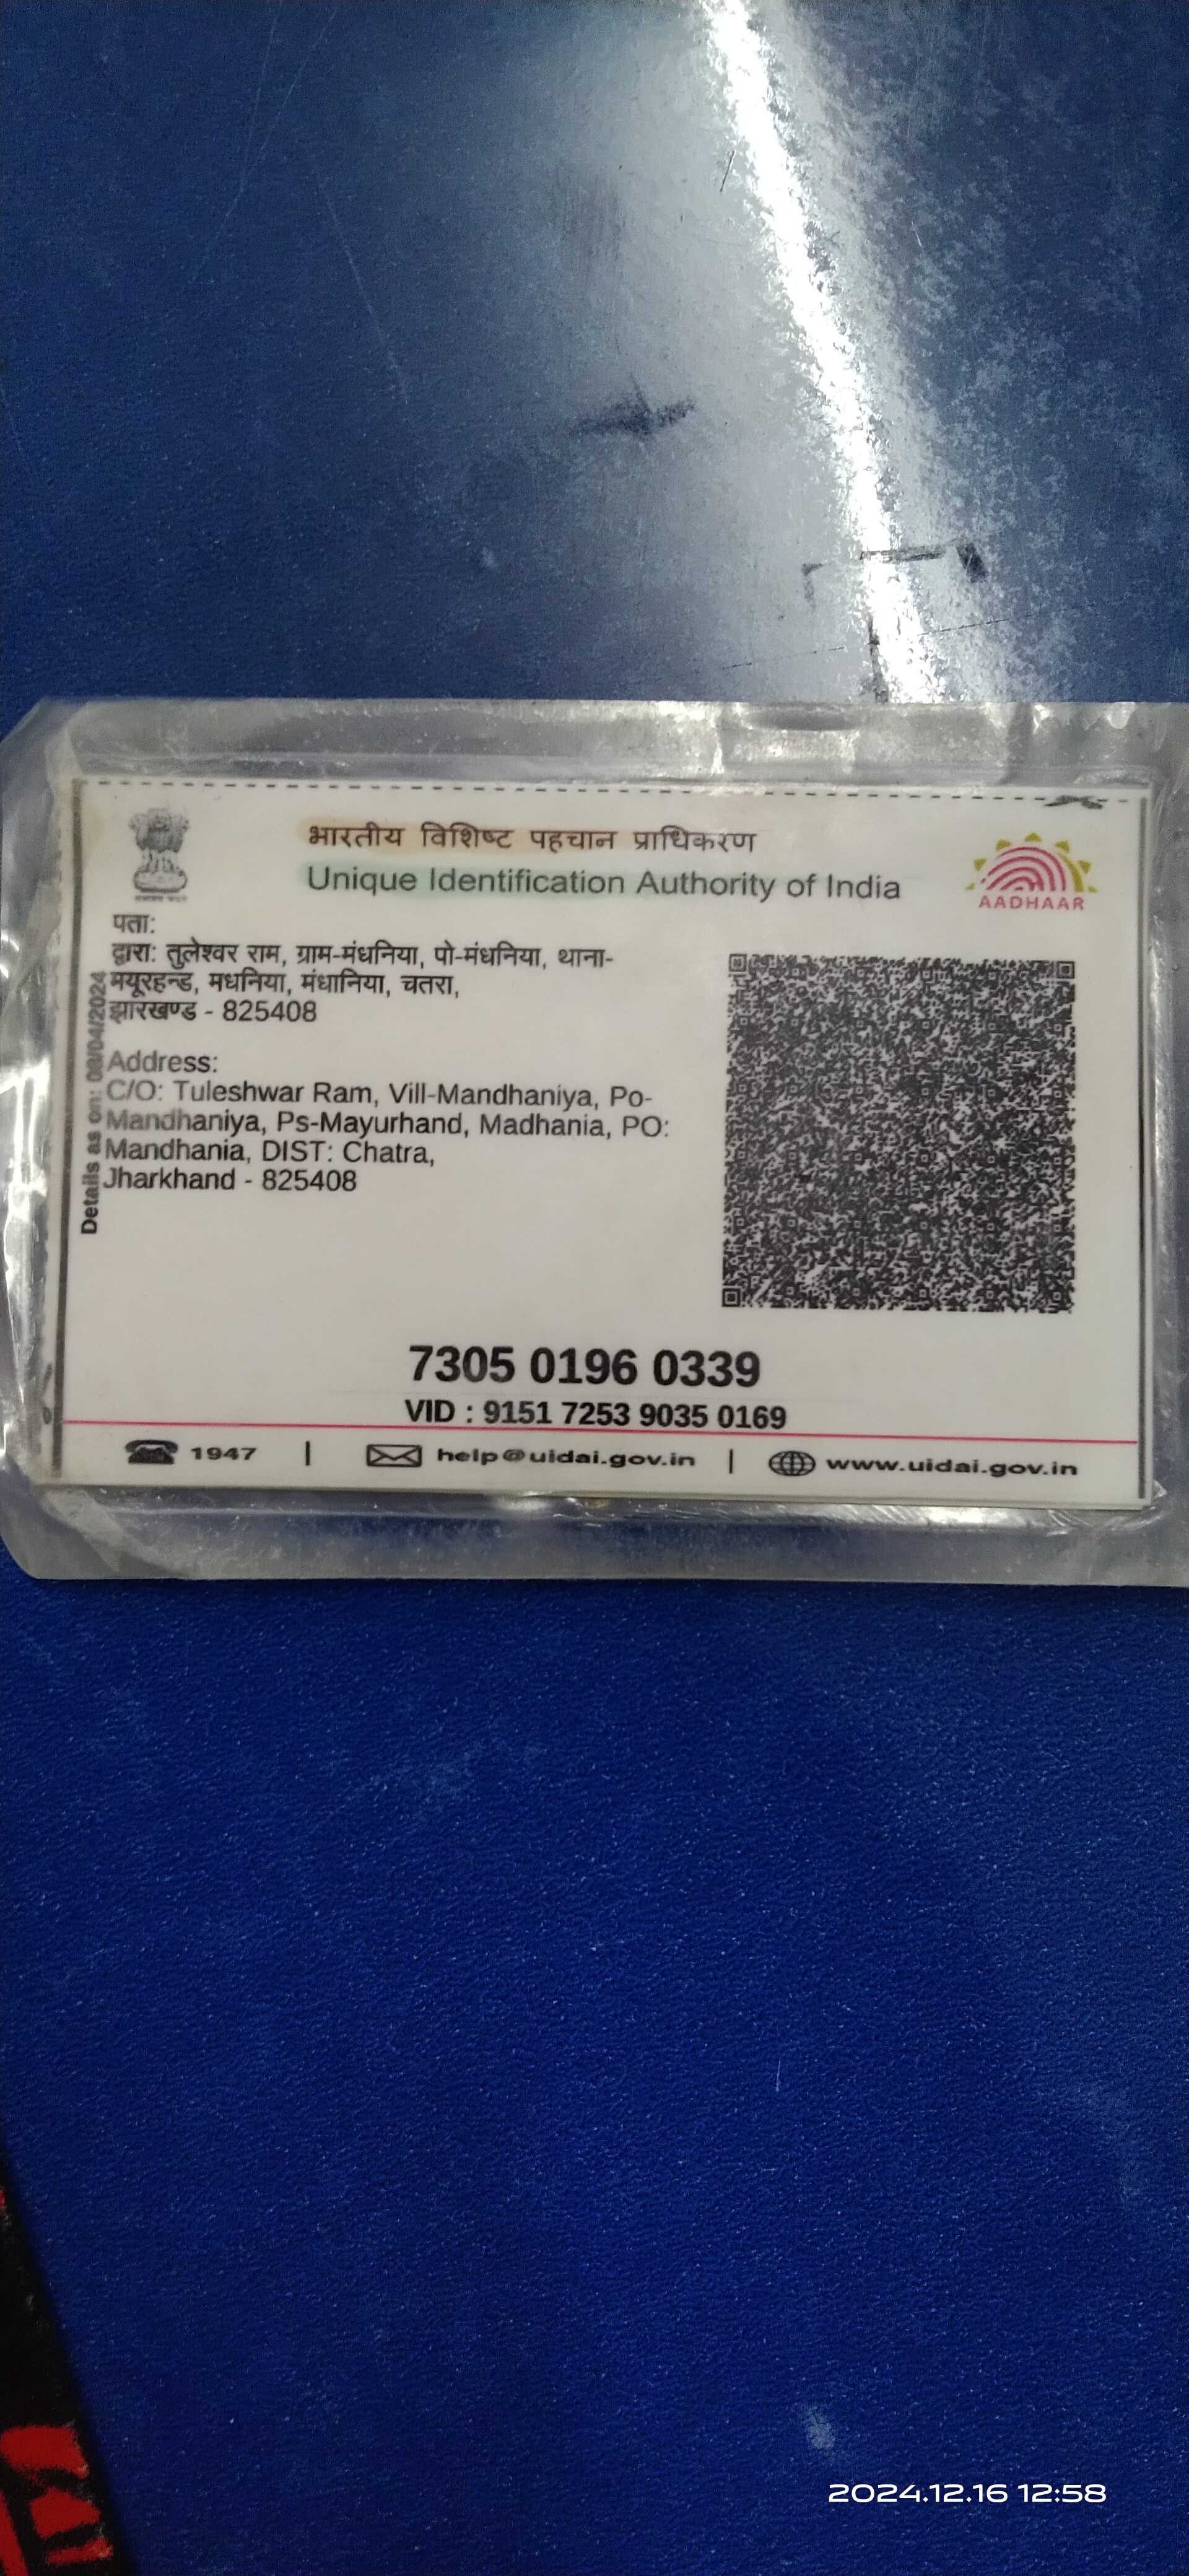 भारतीय विशिष्ट पहचान प्राधिकरण
Unique Identification Authority of India
AADHAAR
पता:
द्वारा: तुलेश्वर राम, ग्राम-मंधनिया, पो-मंधनिया, थाना-
मयूरहन्ड, मधनिया, मंधानिया, चतरा,
झारखण्ड - 825408
Address:
C/O: Tuleshwar Ram, Vill-Mandhaniya, Po-
Mandhaniya, Ps-Mayurhand, Madhania, PO:
Mandhania, DIST: Chatra,
Jharkhand - 825408
Details as on: 08/04/2024
7305 0196 0339
VID : 9151 7253 9035 0169
1947 | help@uidai.gov.in | www.uidai.gov.in
2024.12.16 12:58